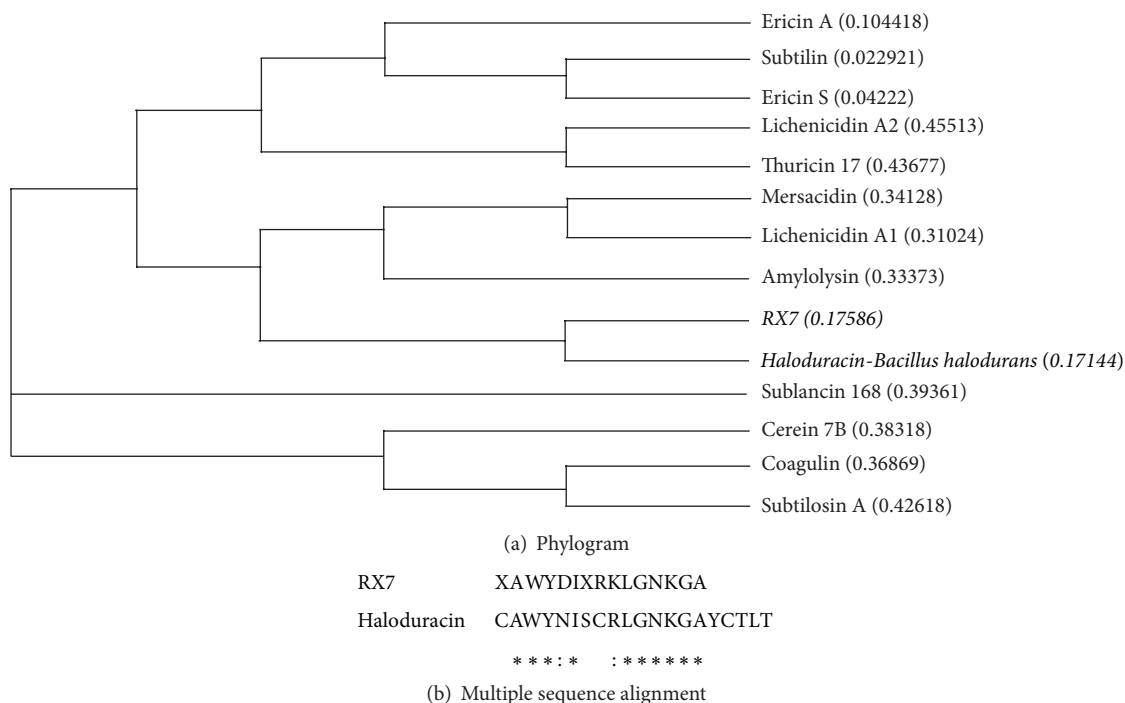 Ericin A (0.104418)
Subtilin (0.022921)
Ericin S (0.04222)
Lichenicidin A2 (0.45513)
Thuricin 17 (0.43677)
Mersacidin (0.34128)
Lichenicidin A1 (0.31024)
Amylolysin (0.33373)
RX7 (0.17586)
Haloduracin-Bacillus halodurans (0.17144)
Sublancin 168 (0.39361)
Cerein 7B (0.38318)
Coagulin (0.36869)
Subtilosin A (0.42618)
(a) Phylogram
RX7 XAWYDIXRKLGNKGA
Haloduracin CAWYNISCRLGNKGAYCTLT
***:* :******
(b) Multiple sequence alignment